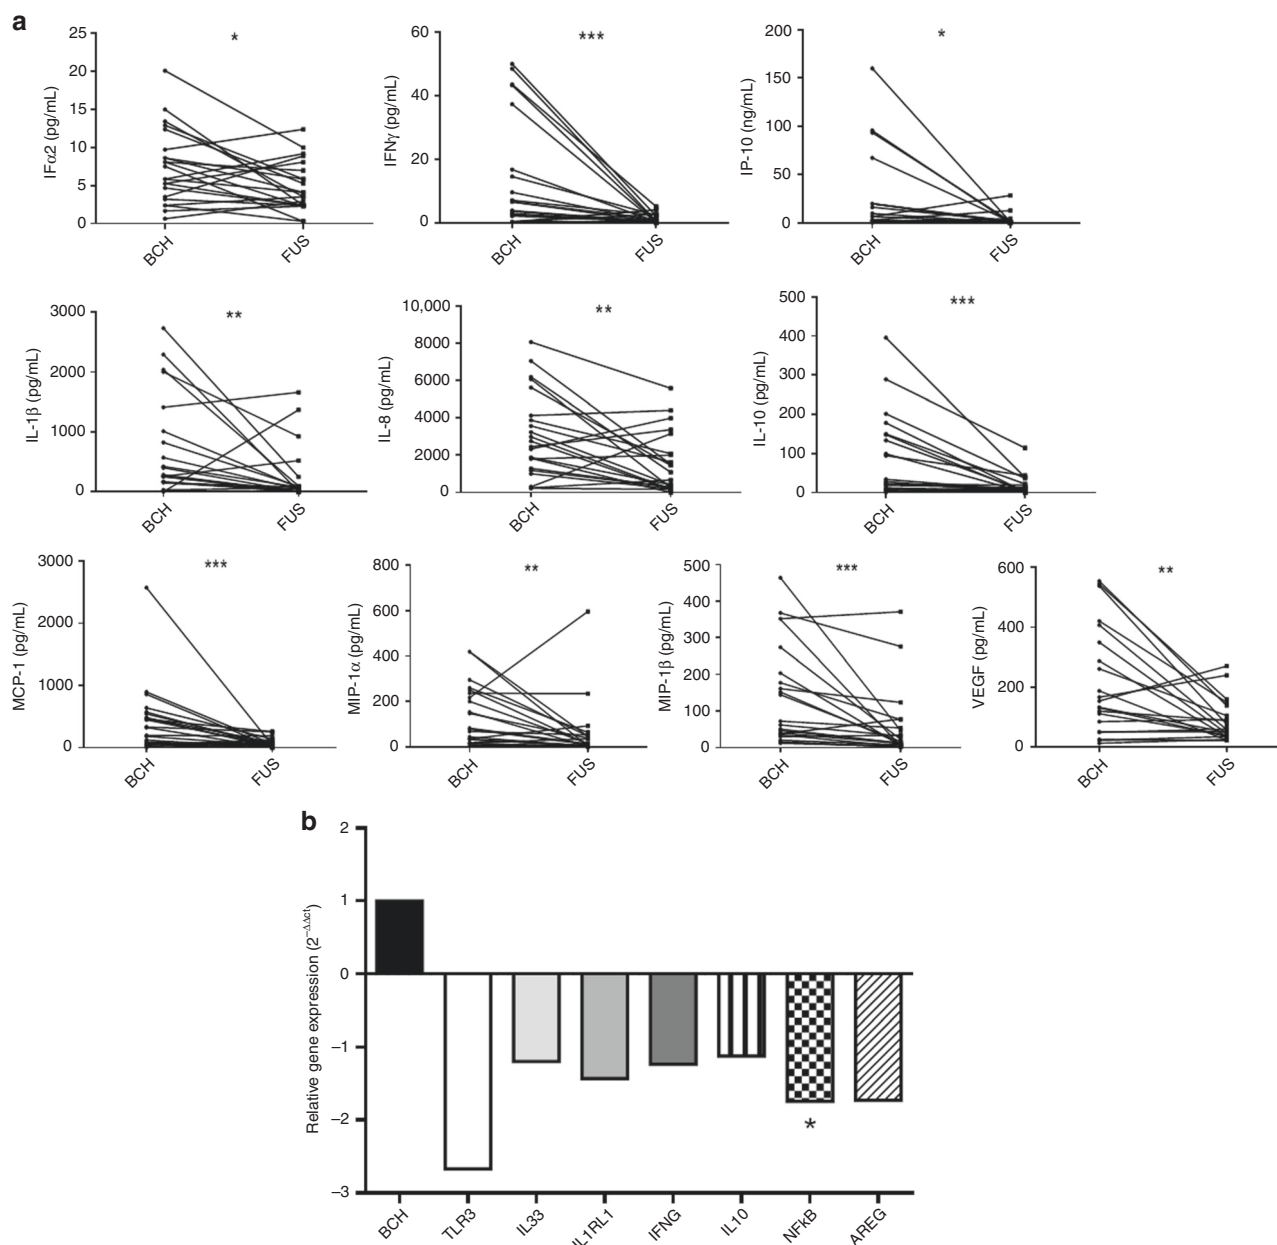 a
IFα2 (pg/mL)
25
20
15
10
5
0
*
BCH
FUS
IFNγ (pg/mL)
60
40
20
0
***
BCH
FUS
IP-10 (ng/mL)
200
150
100
50
0
*
BCH
FUS
IL-1β (pg/mL)
3000
2000
1000
0
**
BCH
FUS
IL-8 (pg/mL)
10,000
8000
6000
4000
2000
0
**
BCH
FUS
IL-10 (pg/mL)
500
400
300
200
100
0
***
BCH
FUS
MCP-1 (pg/mL)
3000
2000
1000
0
***
BCH
FUS
MIP-1α (pg/mL)
800
600
400
200
0
**
BCH
FUS
MIP-1β (pg/mL)
500
400
300
200
100
0
***
BCH
FUS
VEGF (pg/mL)
600
400
200
0
**
BCH
FUS
b
Relative gene expression (2⁻ΔΔct)
2
1
0
–1
–2
–3
*
BCH
TLR3
IL33
IL1RL1
IFNG
IL10
NFkB
AREG